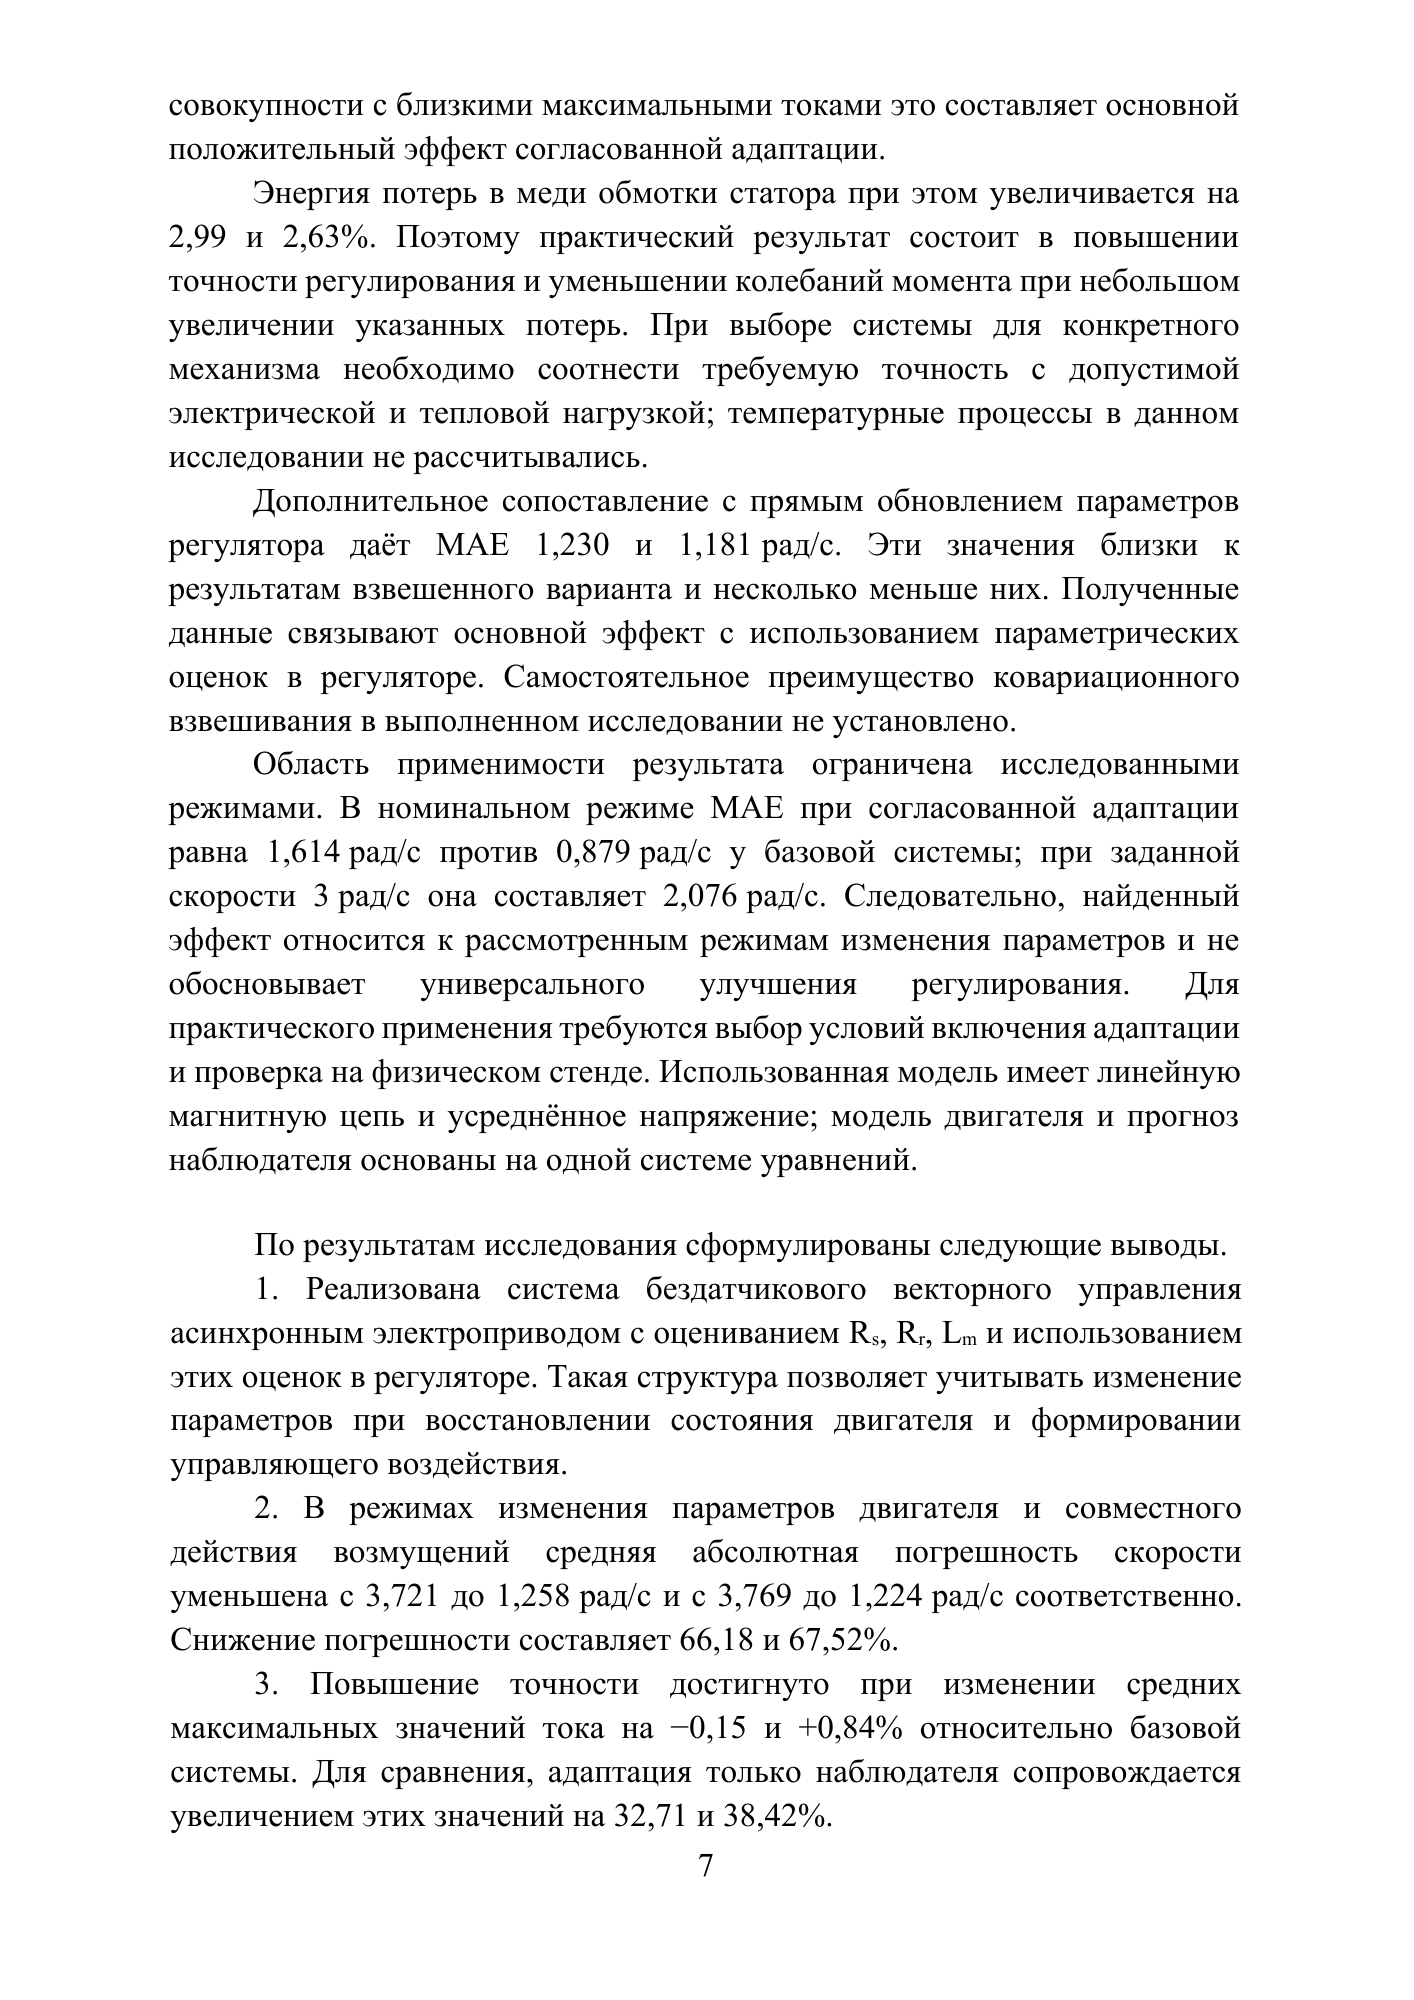 совокупности с близкими максимальными токами это составляет основной
положительный эффект согласованной адаптации.
Энергия потерь в меди обмотки статора при этом увеличивается на
2,99 и 2,63%. Поэтому практический результат состоит в повышении
точности регулирования и уменьшении колебаний момента при небольшом
увеличении указанных потерь. При выборе системы для конкретного
механизма необходимо соотнести требуемую точность с допустимой
электрической и тепловой нагрузкой; температурные процессы в данном
исследовании не рассчитывались.
Дополнительное сопоставление с прямым обновлением параметров
регулятора даёт MAE 1,230 и 1,181 рад/с. Эти значения близки к
результатам взвешенного варианта и несколько меньше них. Полученные
данные связывают основной эффект с использованием параметрических
оценок в регуляторе. Самостоятельное преимущество ковариационного
взвешивания в выполненном исследовании не установлено.
Область применимости результата ограничена исследованными
режимами. В номинальном режиме MAE при согласованной адаптации
равна 1,614 рад/с против 0,879 рад/с у базовой системы; при заданной
скорости 3 рад/с она составляет 2,076 рад/с. Следовательно, найденный
эффект относится к рассмотренным режимам изменения параметров и не
обосновывает универсального улучшения регулирования. Для
практического применения требуются выбор условий включения адаптации
и проверка на физическом стенде. Использованная модель имеет линейную
магнитную цепь и усреднённое напряжение; модель двигателя и прогноз
наблюдателя основаны на одной системе уравнений.
По результатам исследования сформулированы следующие выводы.
1. Реализована система бездатчикового векторного управления
асинхронным электроприводом с оцениванием Rₛ, Rᵣ, Lₘ и использованием
этих оценок в регуляторе. Такая структура позволяет учитывать изменение
параметров при восстановлении состояния двигателя и формировании
управляющего воздействия.
2. В режимах изменения параметров двигателя и совместного
действия возмущений средняя абсолютная погрешность скорости
уменьшена с 3,721 до 1,258 рад/с и с 3,769 до 1,224 рад/с соответственно.
Снижение погрешности составляет 66,18 и 67,52%.
3. Повышение точности достигнуто при изменении средних
максимальных значений тока на −0,15 и +0,84% относительно базовой
системы. Для сравнения, адаптация только наблюдателя сопровождается
увеличением этих значений на 32,71 и 38,42%.
7